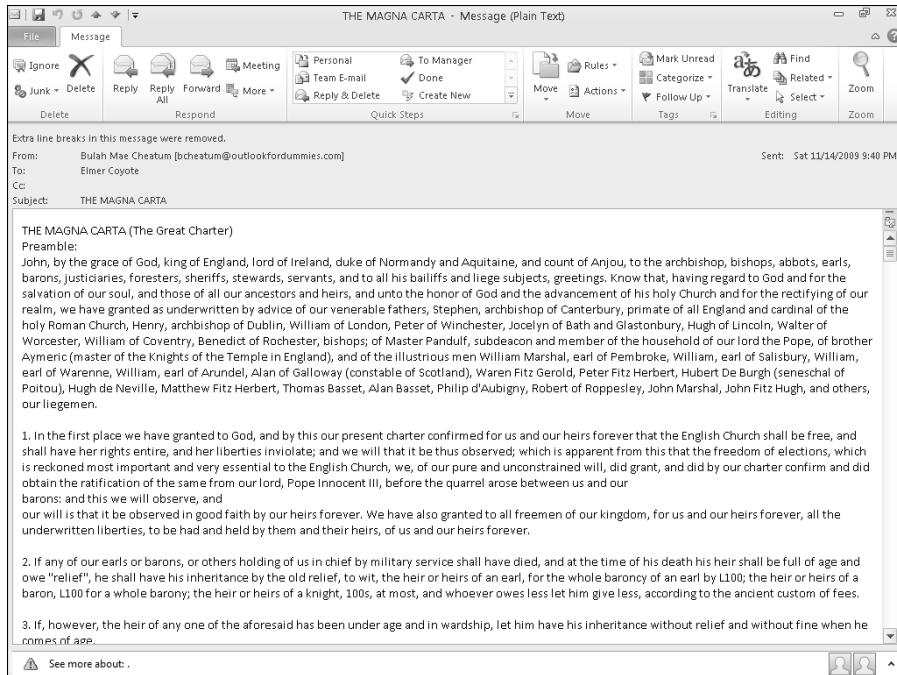 THE MAGNA CARTA - Message (Plain Text)
File Message
Ignore
Junk
Delete
Delete
Reply
Reply All
Forward
Meeting
More
Respond
Personal
To Manager
Team E-mail
Done
Reply & Delete
Create New
Quick Steps
Move
Rules
Actions
Move
Mark Unread
Categorize
Follow Up
Tags
Translate
Find
Related
Select
Editing
Zoom
Zoom
Extra line breaks in this message were removed.
From: Bulah Mae Cheatum [bcheatum@outlookfordummies.com] Sent: Sat 11/14/2009 9:40 PM
To: Elmer Coyote
Cc:
Subject: THE MAGNA CARTA
THE MAGNA CARTA (The Great Charter)
Preamble:
John, by the grace of God, king of England, lord of Ireland, duke of Normandy and Aquitaine, and count of Anjou, to the archbishop, bishops, abbots, earls,
barons, justiciaries, foresters, sheriffs, stewards, servants, and to all his bailiffs and liege subjects, greetings. Know that, having regard to God and for the
salvation of our soul, and those of all our ancestors and heirs, and unto the honor of God and the advancement of his holy Church and for the rectifying of our
realm, we have granted as underwritten by advice of our venerable fathers, Stephen, archbishop of Canterbury, primate of all England and cardinal of the
holy Roman Church, Henry, archbishop of Dublin, William of London, Peter of Winchester, Jocelyn of Bath and Glastonbury, Hugh of Lincoln, Walter of
Worcester, William of Coventry, Benedict of Rochester, bishops; of Master Pandulf, subdeacon and member of the household of our lord the Pope, of brother
Aymeric (master of the Knights of the Temple in England), and of the illustrious men William Marshal, earl of Pembroke, William, earl of Salisbury, William,
earl of Warenne, William, earl of Arundel, Alan of Galloway (constable of Scotland), Waren Fitz Gerold, Peter Fitz Herbert, Hubert De Burgh (seneschal of
Poitou), Hugh de Neville, Matthew Fitz Herbert, Thomas Basset, Alan Basset, Philip d'Aubigny, Robert of Roppesley, John Marshal, John Fitz Hugh, and others,
our liegemen.
1. In the first place we have granted to God, and by this our present charter confirmed for us and our heirs forever that the English Church shall be free, and
shall have her rights entire, and her liberties inviolate; and we will that it be thus observed; which is apparent from this that the freedom of elections, which
is reckoned most important and very essential to the English Church, we, of our pure and unconstrained will, did grant, and did by our charter confirm and did
obtain the ratification of the same from our lord, Pope Innocent III, before the quarrel arose between us and our
barons: and this we will observe, and
our will is that it be observed in good faith by our heirs forever. We have also granted to all freemen of our kingdom, for us and our heirs forever, all the
underwritten liberties, to be had and held by them and their heirs, of us and our heirs forever.
2. If any of our earls or barons, or others holding of us in chief by military service shall have died, and at the time of his death his heir shall be full of age and
owe "relief", he shall have his inheritance by the old relief, to wit, the heir or heirs of an earl, for the whole baroncy of an earl by L100; the heir or heirs of a
baron, L100 for a whole barony; the heir or heirs of a knight, 100s, at most, and whoever owes less let him give less, according to the ancient custom of fees.
3. If, however, the heir of any one of the aforesaid has been under age and in wardship, let him have his inheritance without relief and without fine when he
comes of age.
See more about: .